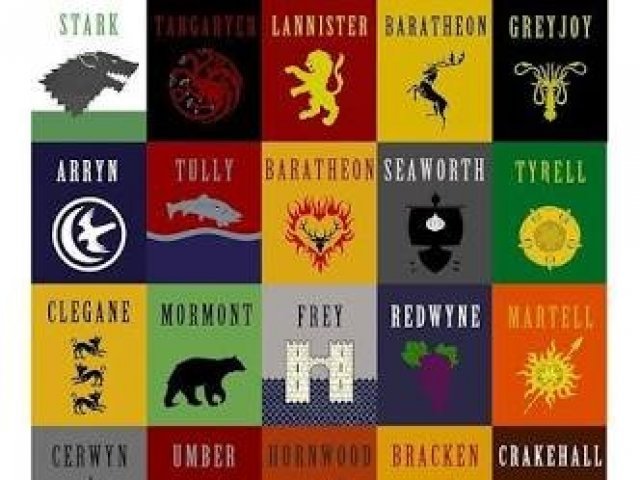 STARK TARGARYEN LANNISTER BARATHEON GREYJOY
ARRYN TULLY BARATHEON SEAWORTH TYRELL
CLEGANE MORMONT FREY REDWYNE MARTELL
CERWYN UMBER HORNWOOD BRACKEN CRAKEHALL